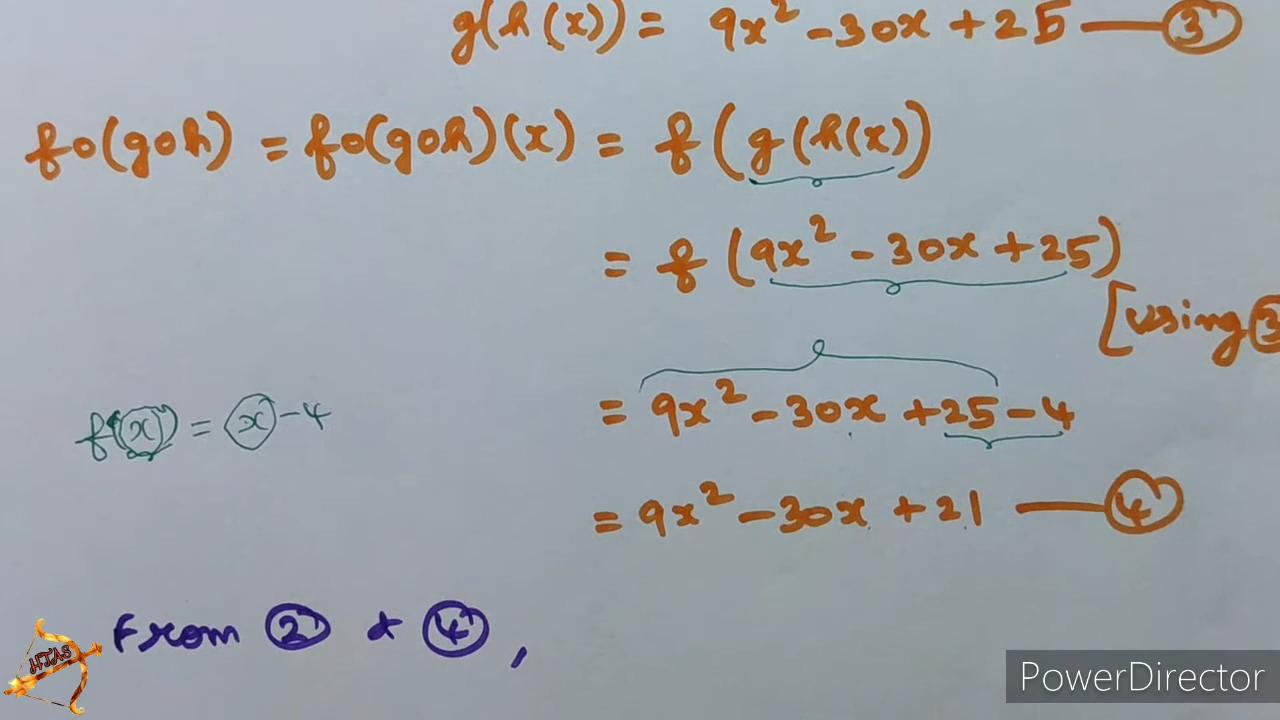 g(h(x)) = 9x² - 30x + 25 — ③
fo(goh) = fo(goh)(x) = f(g(h(x))
= f(9x² - 30x + 25)
[using ③
= 9x² - 30x + 25 - 4
f(x) = x - 4
= 9x² - 30x + 21 — ④
From ② & ④,
HTAS
PowerDirector